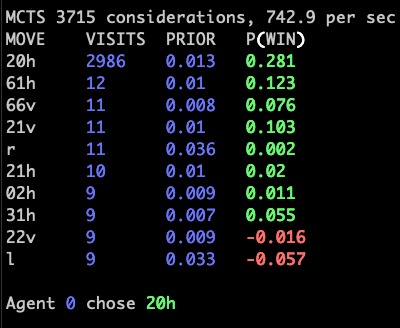 MCTS 3715 considerations, 742.9 per sec
MOVE VISITS PRIOR P(WIN)
20h 2986 0.013 0.281
61h 12 0.01 0.123
66v 11 0.008 0.076
21v 11 0.01 0.103
r 11 0.036 0.002
21h 10 0.01 0.02
02h 9 0.009 0.011
31h 9 0.007 0.055
22v 9 0.009 -0.016
l 9 0.033 -0.057
Agent 0 chose 20h